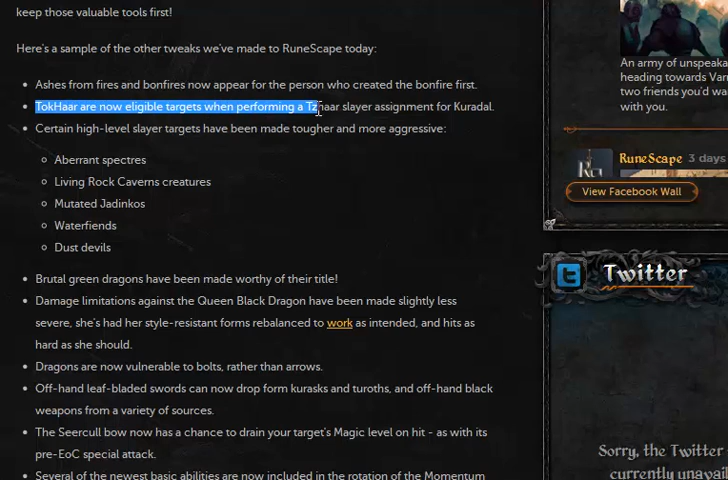 keep those valuable tools first!
Here's a sample of the other tweaks we've made to RuneScape today:
Ashes from fires and bonfires now appear for the person who created the bonfire first.
TokHaar are now eligible targets when performing a Tzhaar slayer assignment for Kuradal.
Certain high-level slayer targets have been made tougher and more aggressive:
Aberrant spectres
Living Rock Caverns creatures
Mutated Jadinkos
Waterfiends
Dust devils
Brutal green dragons have been made worthy of their title!
Damage limitations against the Queen Black Dragon have been made slightly less
severe, she's had her style-resistant forms rebalanced to work as intended, and hits as
hard as she should.
Dragons are now vulnerable to bolts, rather than arrows.
Off-hand leaf-bladed swords can now drop form kurasks and turoths, and off-hand black
weapons from a variety of sources.
The Seercull bow now has a chance to drain your target's Magic level on hit - as with its
pre-EoC special attack.
Several of the newest basic abilities are now included in the rotation of the Momentum
An army of unspeaka
heading towards Var
two friends you'd wa
with you.
RuneScape 3 days
View Facebook Wall
Twitter
Sorry, the Twitter
currently unavail